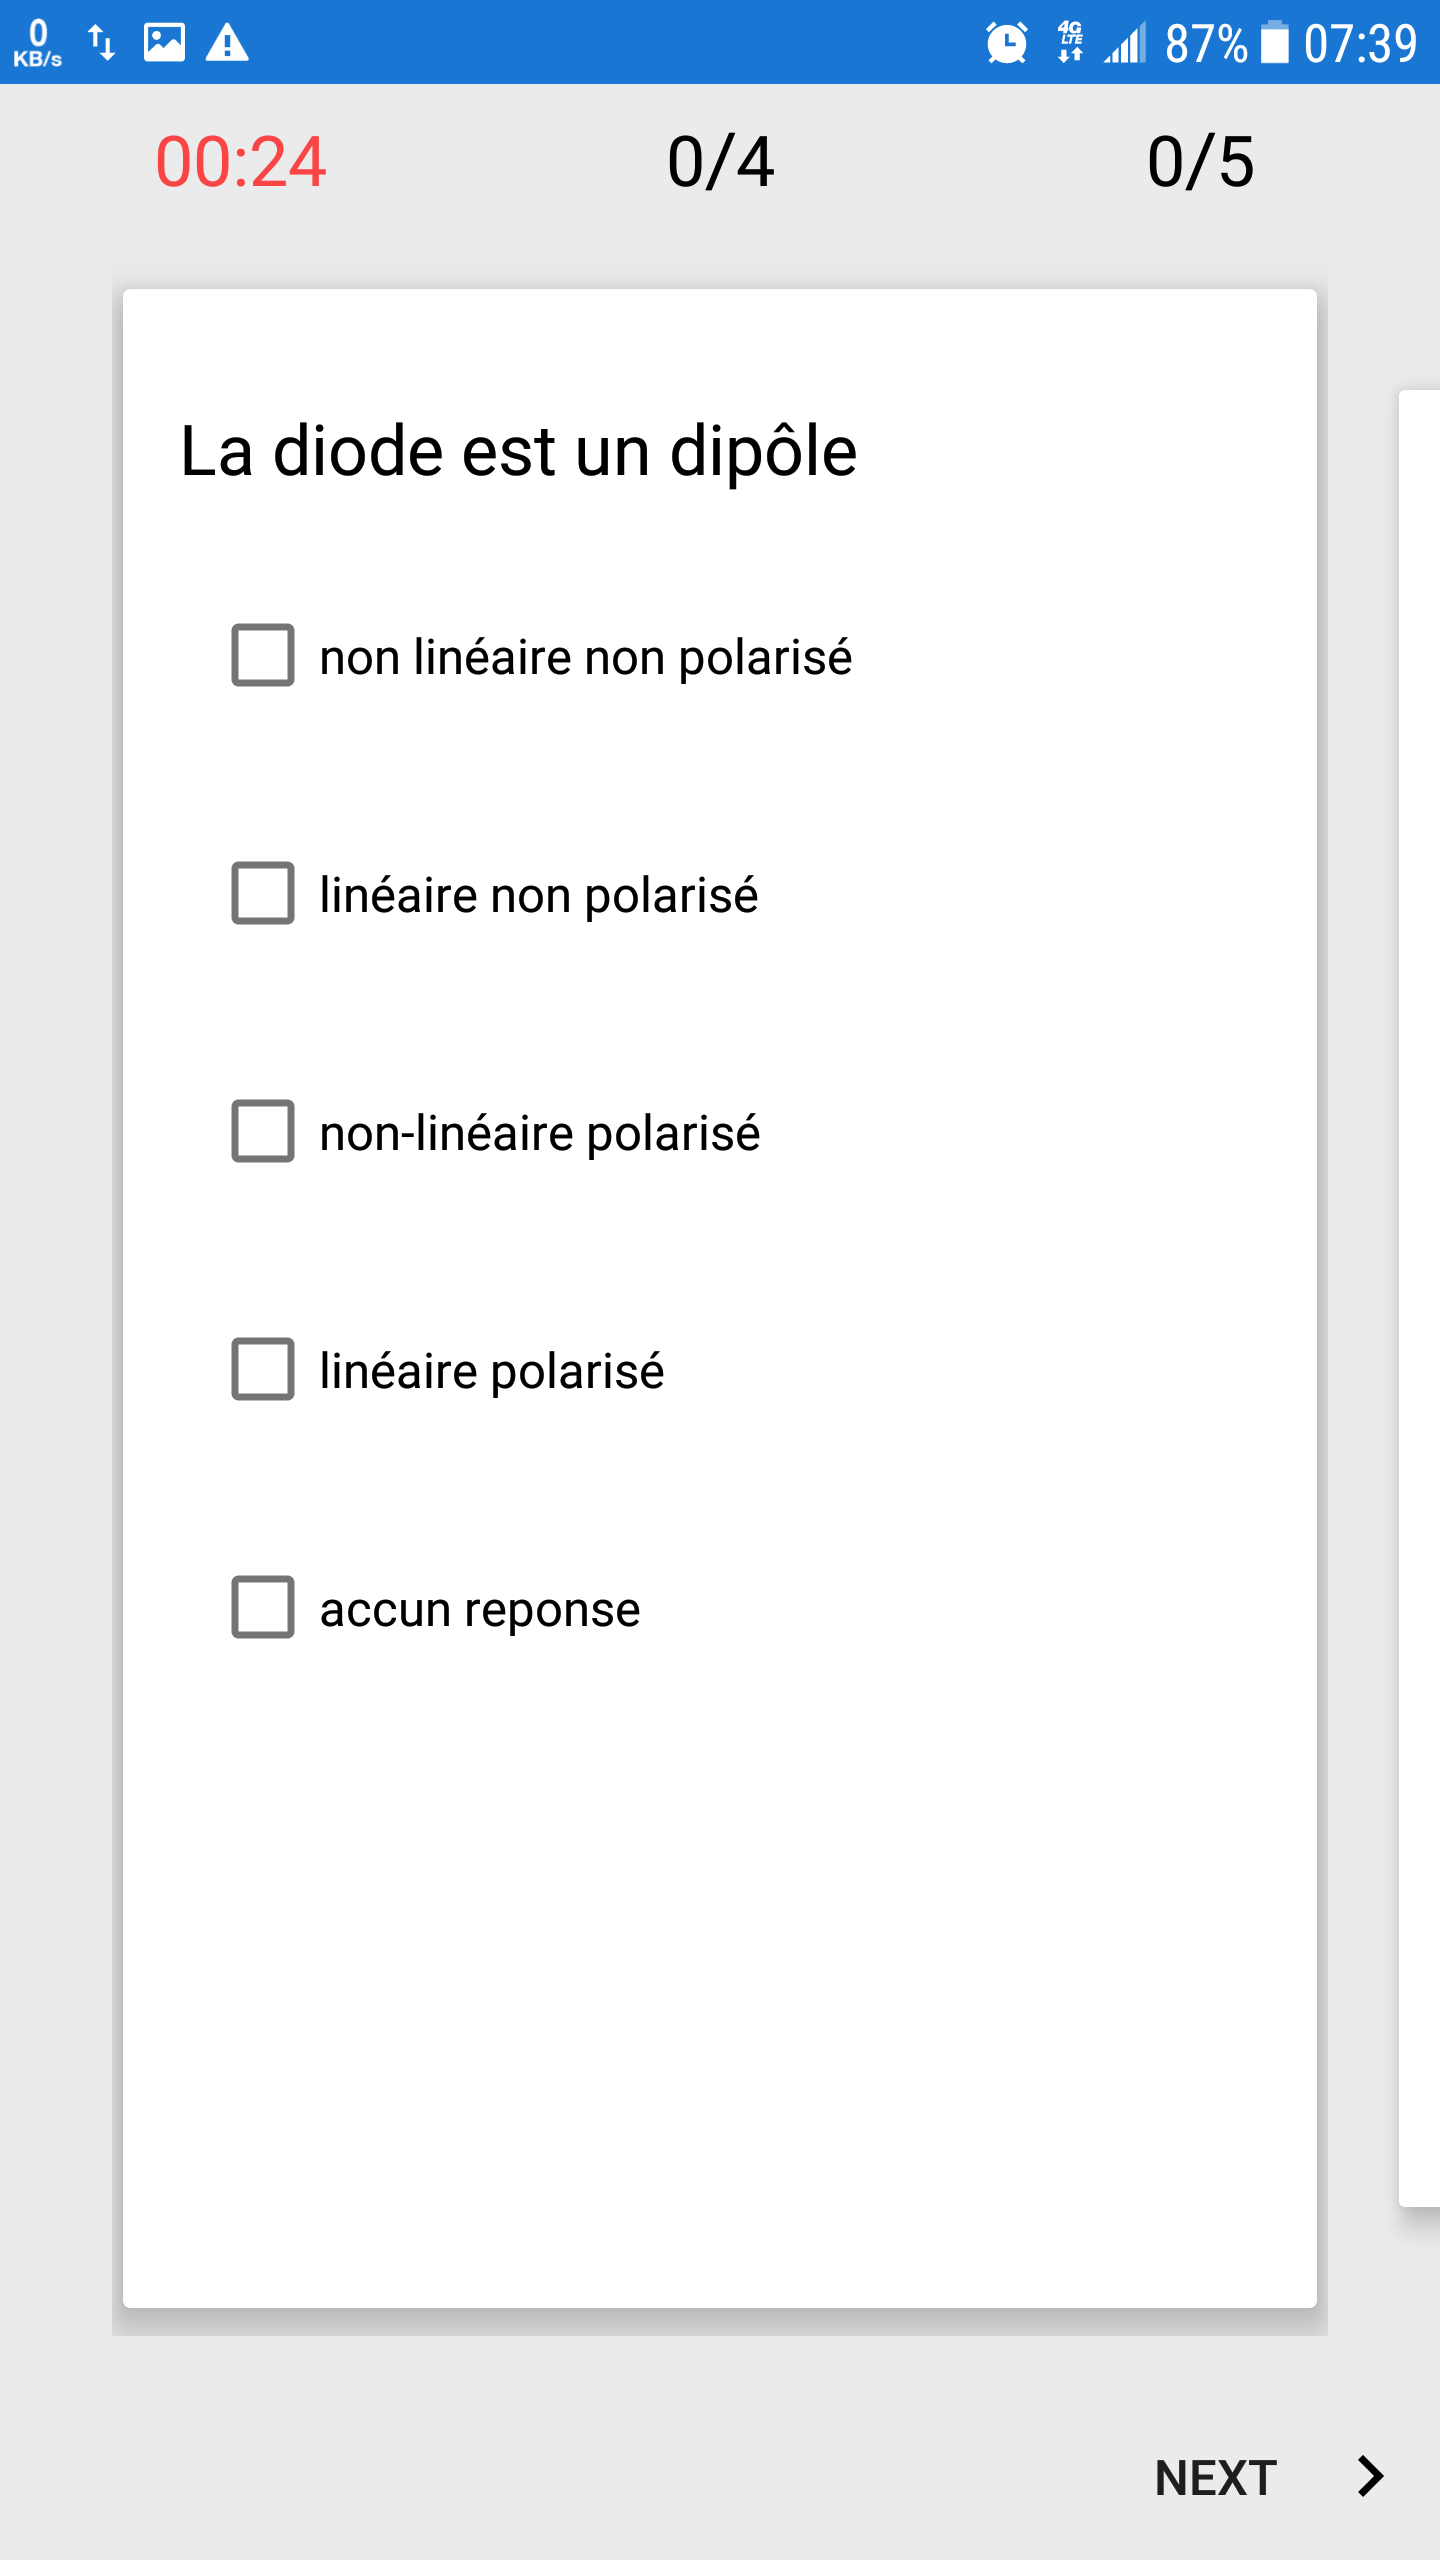 0
KB/s
4G
LTE
87%
07:39
00:24
0/4
0/5
La diode est un dipôle
non linéaire non polarisé
linéaire non polarisé
non-linéaire polarisé
linéaire polarisé
accun reponse
NEXT